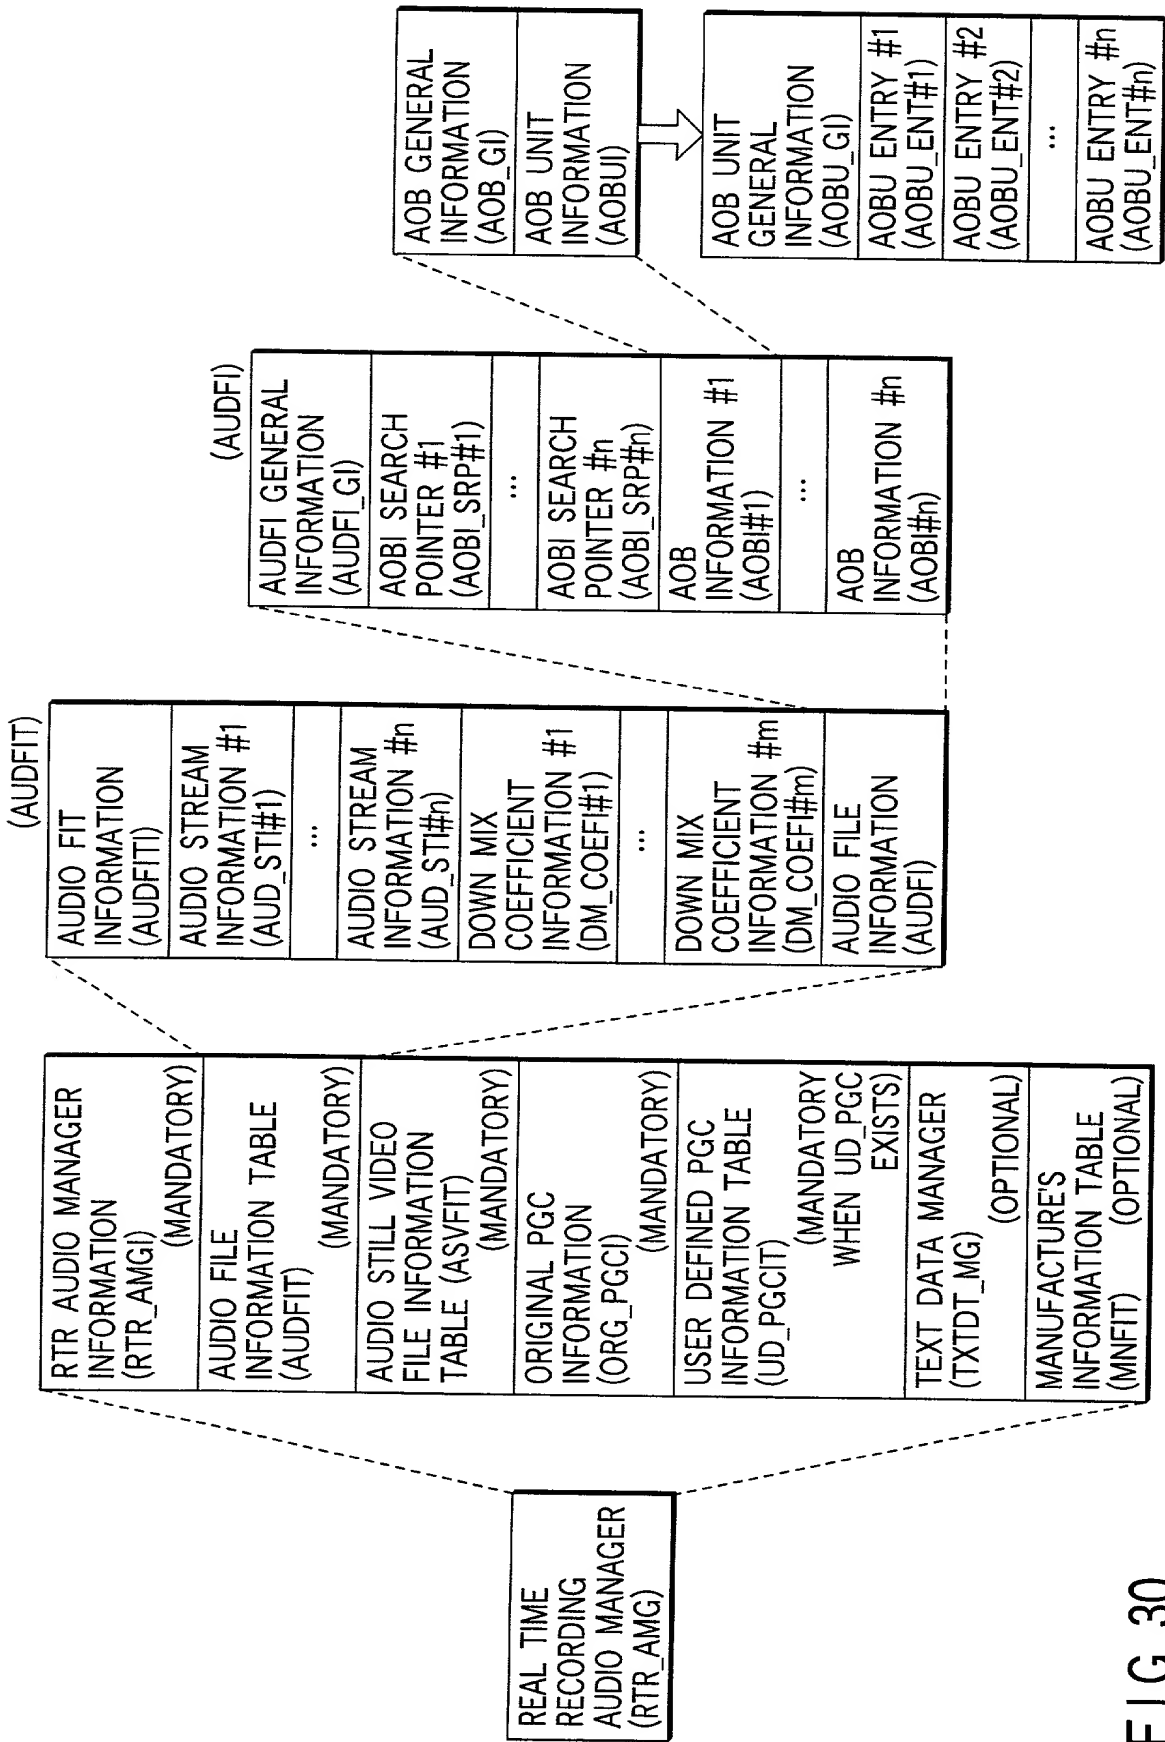 REAL TIME
RECORDING
AUDIO MANAGER
(RTR_AMG)
RTR AUDIO MANAGER
INFORMATION
(RTR_AMGI)
(MANDATORY)
AUDIO FILE
INFORMATION TABLE
(AUDFIT)
(MANDATORY)
AUDIO STILL VIDEO
FILE INFORMATION
TABLE (ASVFIT)
(MANDATORY)
ORIGINAL PGC
INFORMATION
(ORG_PGCI)
(MANDATORY)
USER DEFINED PGC
INFORMATION TABLE
(UD_PGCIT)
(MANDATORY
WHEN UD_PGC
EXISTS)
TEXT DATA MANAGER
(TXTDT_MG)
(OPTIONAL)
MANUFACTURE'S
INFORMATION TABLE
(MNFIT) (OPTIONAL)
(AUDFIT)
AUDIO FIT
INFORMATION
(AUDFITI)
AUDIO STREAM
INFORMATION #1
(AUD_STI#1)
...
AUDIO STREAM
INFORMATION #n
(AUD_STI#n)
DOWN MIX
COEFFICIENT
INFORMATION #1
(DM_COEFI#1)
...
DOWN MIX
COEFFICIENT
INFORMATION #m
(DM_COEFI#m)
AUDIO FILE
INFORMATION
(AUDFI)
(AUDFI)
AUDFI GENERAL
INFORMATION
(AUDFI_GI)
AOBI SEARCH
POINTER #1
(AOBI_SRP#1)
...
AOBI SEARCH
POINTER #n
(AOBI_SRP#n)
AOB
INFORMATION #1
(AOBI#1)
...
AOB
INFORMATION #n
(AOBI#n)
AOB GENERAL
INFORMATION
(AOB_GI)
AOB UNIT
INFORMATION
(AOBUI)
AOB UNIT
GENERAL
INFORMATION
(AOBU_GI)
AOBU ENTRY #1
(AOBU_ENT#1)
AOBU ENTRY #2
(AOBU_ENT#2)
...
AOBU ENTRY #n
(AOBU_ENT#n)
FIG 30